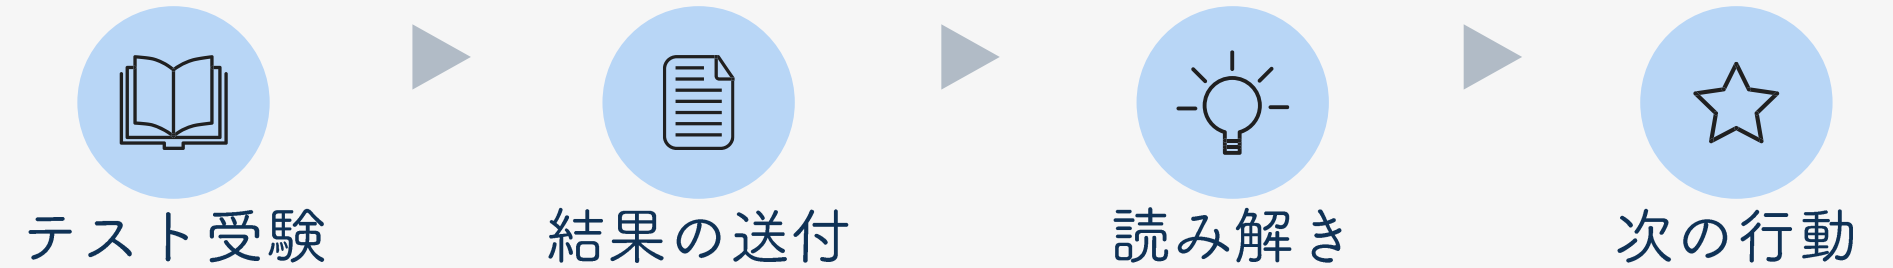 テスト受験
結果の送付
読み解き
次の行動